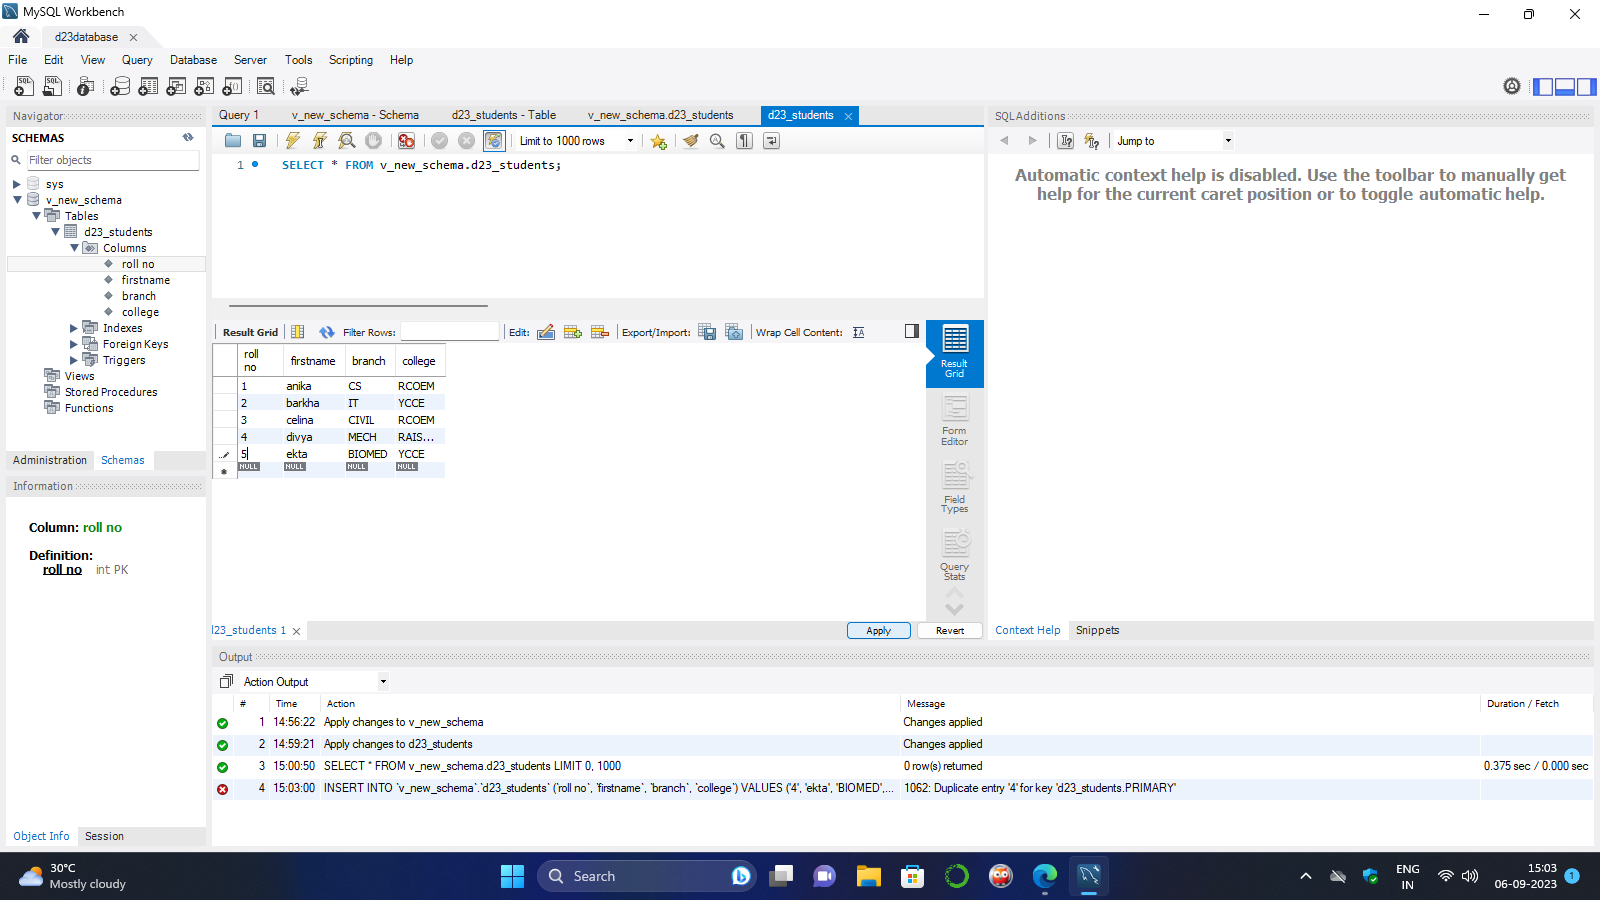 MySQL Workbench
d23database
File Edit View Query Database Server Tools Scripting Help
Navigator
SCHEMAS
Filter objects
sys
v_new_schema
Tables
d23_students
Columns
roll no
firstname
branch
college
Indexes
Foreign Keys
Triggers
Views
Stored Procedures
Functions
Administration Schemas
Information
Column: roll no
Definition:
roll no int PK
Object Info Session
Query 1 v_new_schema - Schema d23_students - Table v_new_schema.d23_students d23_students
Limit to 1000 rows
1 SELECT * FROM v_new_schema.d23_students;
Result Grid Filter Rows: Edit: Export/Import: Wrap Cell Content:
roll no firstname branch college
1 anika CS RCOEM
2 barkha IT YCCE
3 celina CIVIL RCOEM
4 divya MECH RAIS...
5 ekta BIOMED YCCE
NULL NULL NULL NULL
Result
Grid
Form
Editor
Field
Types
Query
Stats
d23_students 1 Apply Revert
SQLAdditions
Jump to
Automatic context help is disabled. Use the toolbar to manually get
help for the current caret position or to toggle automatic help.
Context Help Snippets
Output
Action Output
# Time Action Message Duration / Fetch
1 14:56:22 Apply changes to v_new_schema Changes applied
2 14:59:21 Apply changes to d23_students Changes applied
3 15:00:50 SELECT * FROM v_new_schema.d23_students LIMIT 0, 1000 0 row(s) returned 0.375 sec / 0.000 sec
4 15:03:00 INSERT INTO `v_new_schema`.`d23_students` (`roll no`, `firstname`, `branch`, `college`) VALUES ('4', 'ekta', 'BIOMED',... 1062: Duplicate entry '4' for key 'd23_students.PRIMARY'
30°C
Mostly cloudy
Search
ENG
IN
15:03
06-09-2023
1